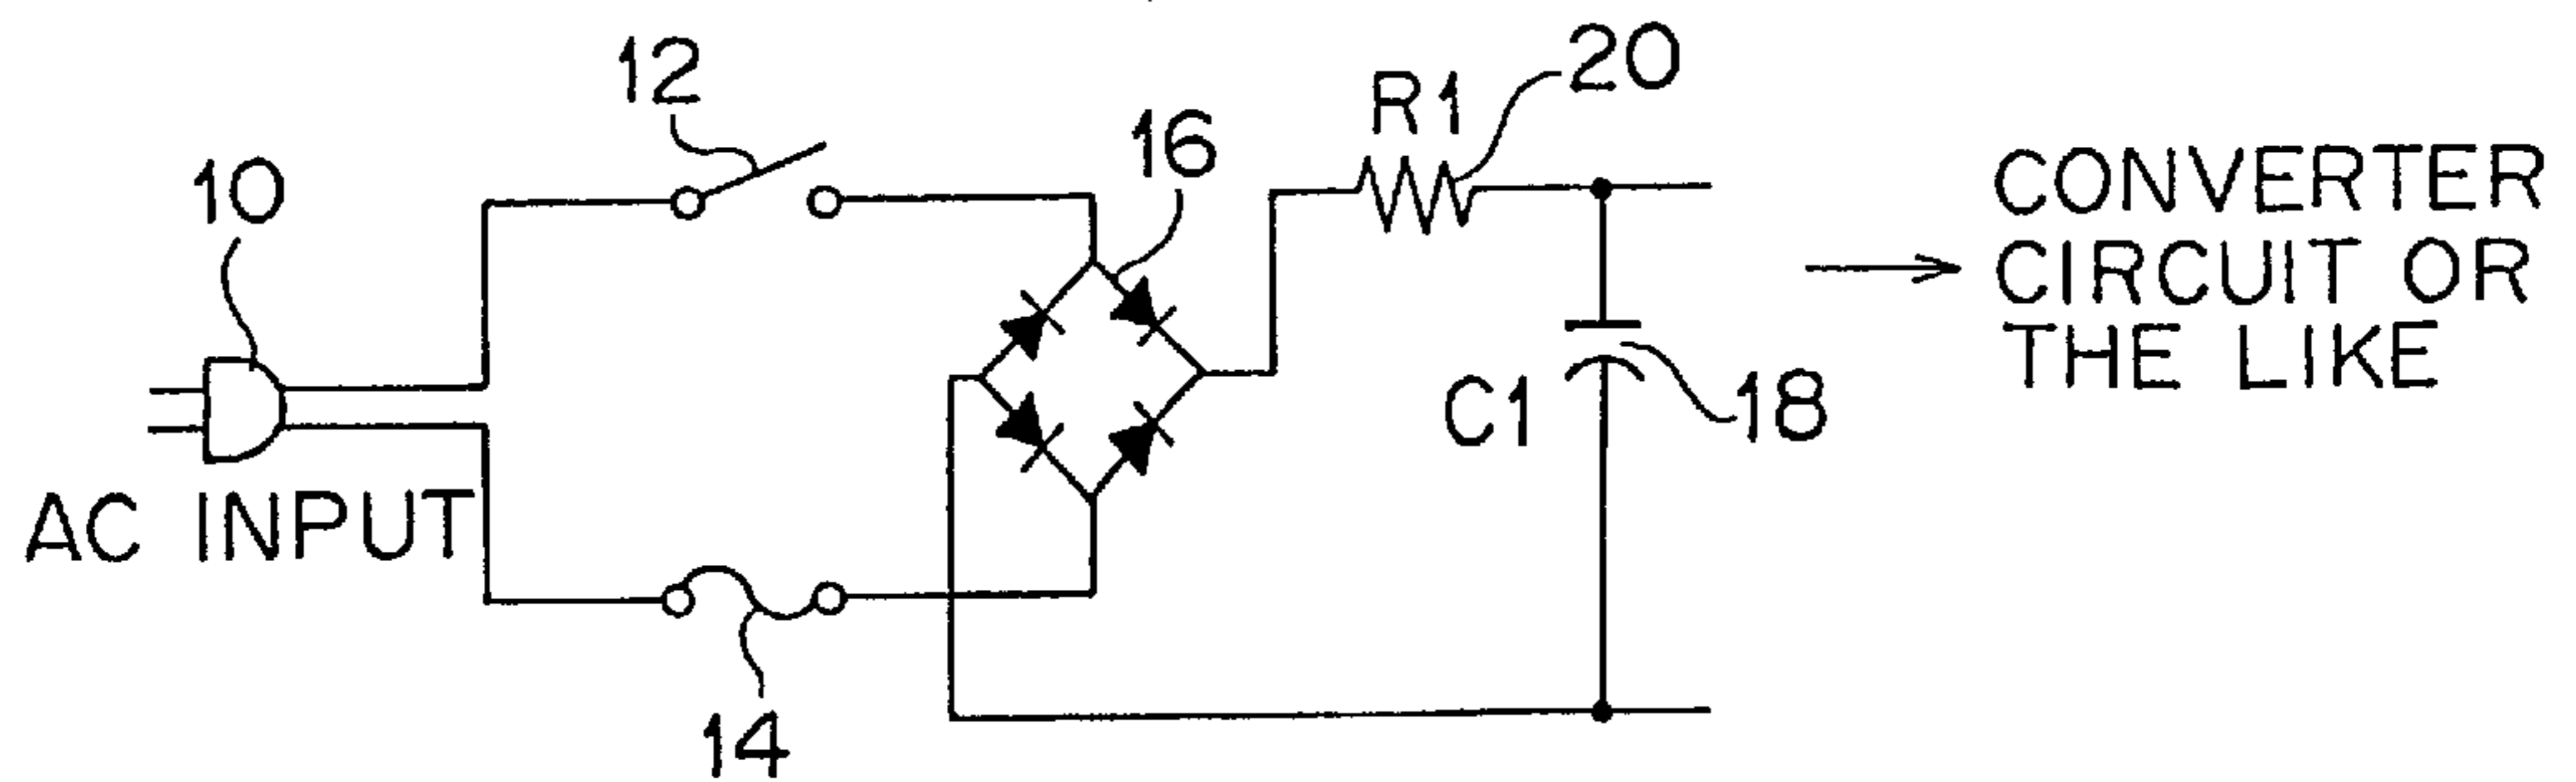 12
20
R1
16
10
CONVERTER
CIRCUIT OR
THE LIKE
C1
18
AC INPUT
14